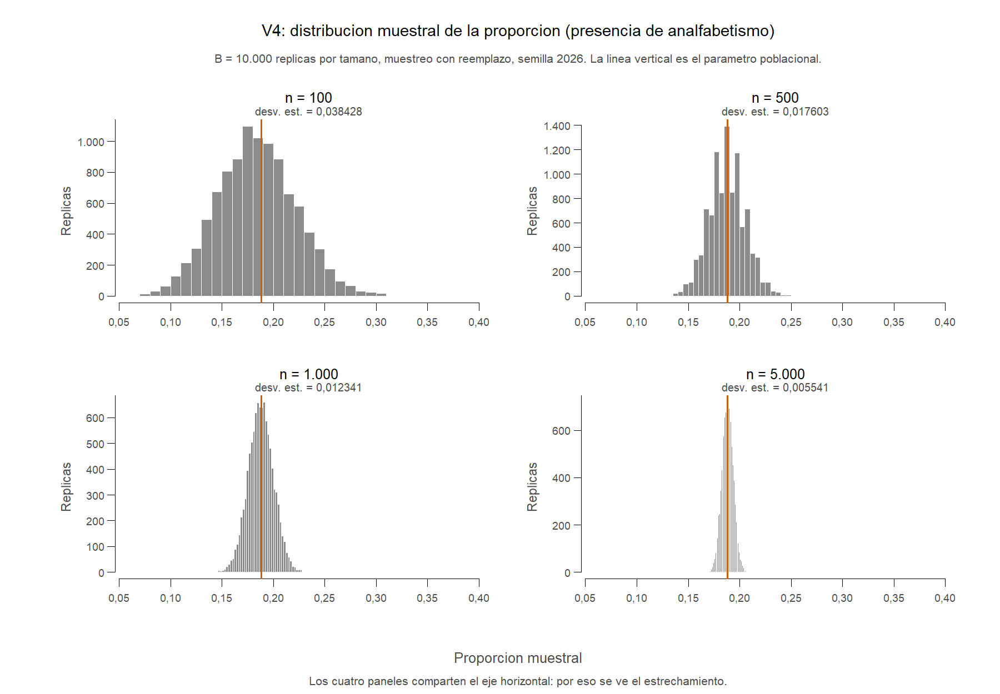 V4: distribucion muestral de la proporcion (presencia de analfabetismo)
B = 10.000 replicas por tamano, muestreo con reemplazo, semilla 2026. La linea vertical es el parametro poblacional.
n = 100
desv. est. = 0,038428
Replicas
1.000
800
600
400
200
0
0,05 0,10 0,15 0,20 0,25 0,30 0,35 0,40
n = 500
desv. est. = 0,017603
Replicas
1.400
1.200
1.000
800
600
400
200
0
0,05 0,10 0,15 0,20 0,25 0,30 0,35 0,40
n = 1.000
desv. est. = 0,012341
Replicas
600
500
400
300
200
100
0
0,05 0,10 0,15 0,20 0,25 0,30 0,35 0,40
n = 5.000
desv. est. = 0,005541
Replicas
600
400
200
0
0,05 0,10 0,15 0,20 0,25 0,30 0,35 0,40
Proporcion muestral
Los cuatro paneles comparten el eje horizontal: por eso se ve el estrechamiento.